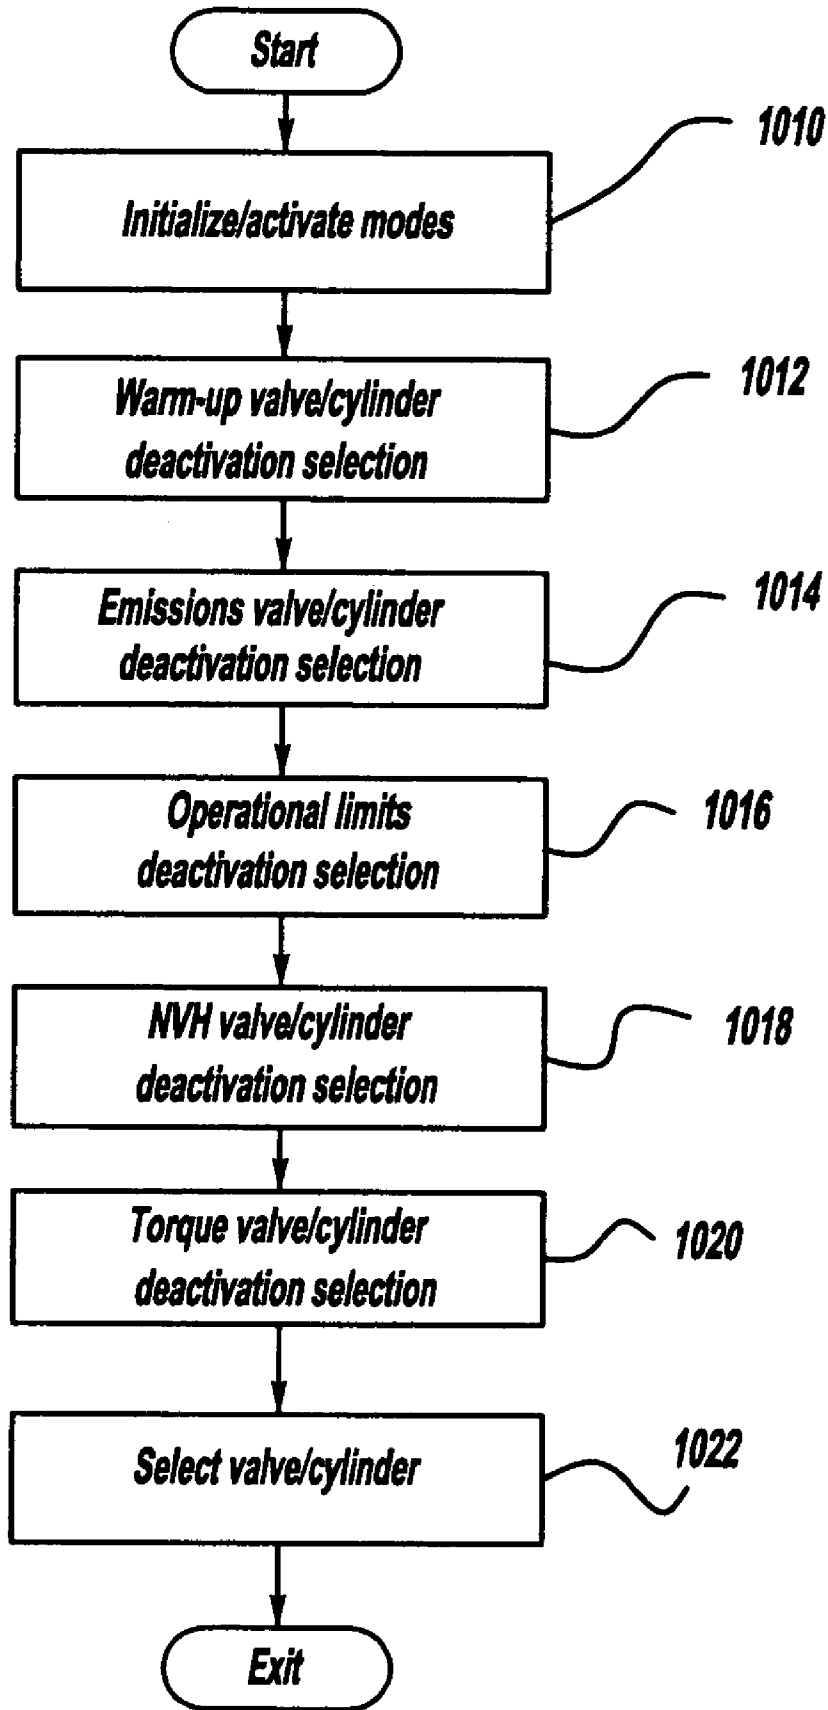 Start
1010
Initialize/activate modes
1012
Warm-up valve/cylinder
deactivation selection
1014
Emissions valve/cylinder
deactivation selection
1016
Operational limits
deactivation selection
1018
NVH valve/cylinder
deactivation selection
1020
Torque valve/cylinder
deactivation selection
1022
Select valve/cylinder
Exit